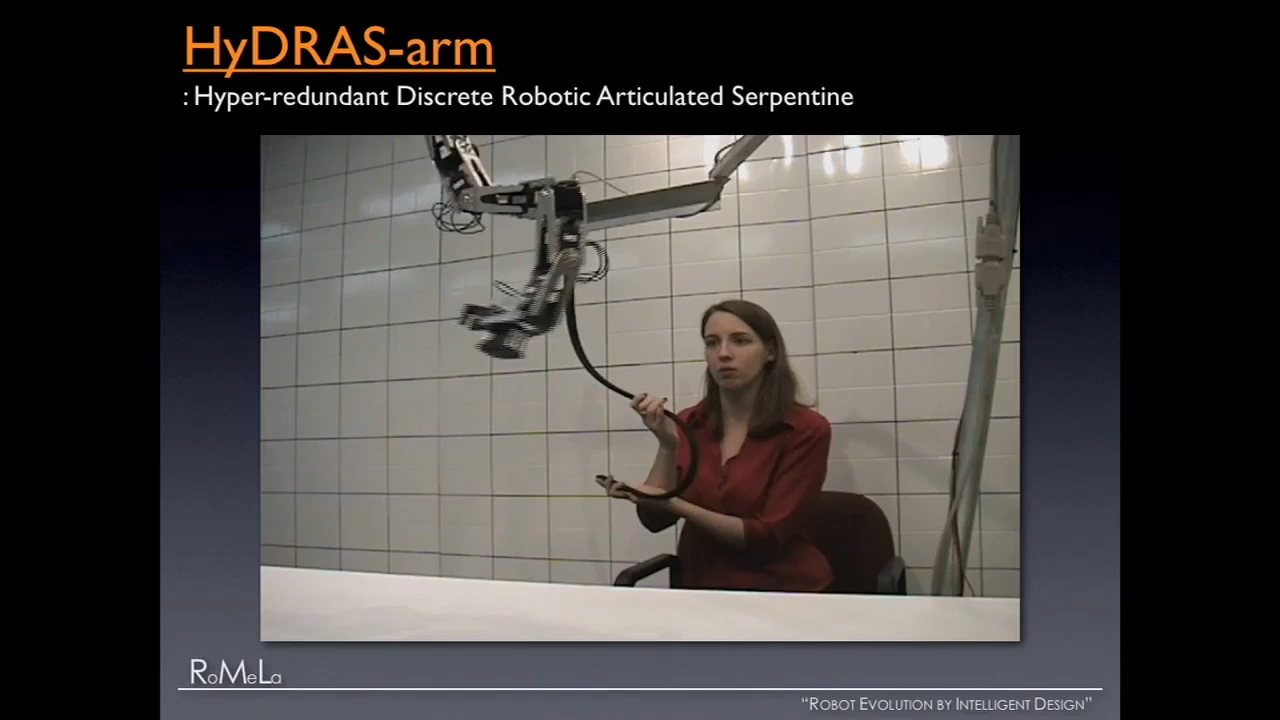 HyDRAS-arm
: Hyper-redundant Discrete Robotic Articulated Serpentine
RoMeLa
“Robot Evolution by Intelligent Design”